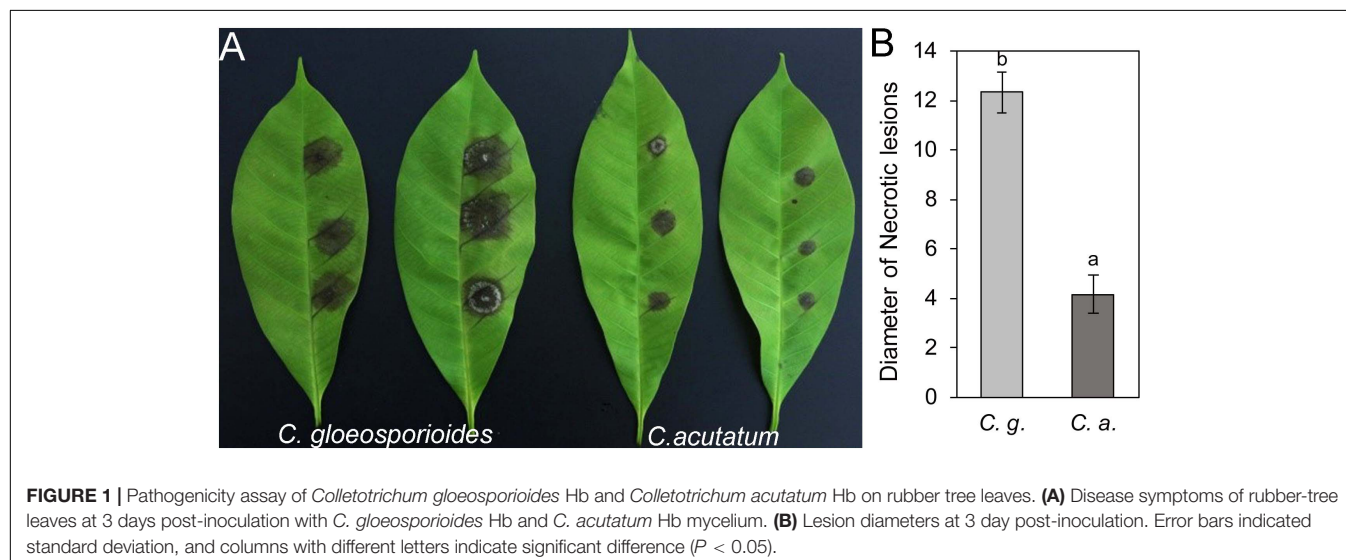 A
C. gloeosporioides
C.acutatum
B
Diameter of Necrotic lesions
14
12
10
8
6
4
2
0
b
a
C. g.
C. a.
FIGURE 1 | Pathogenicity assay of Colletotrichum gloeosporioides Hb and Colletotrichum acutatum Hb on rubber tree leaves. (A) Disease symptoms of rubber-tree
leaves at 3 days post-inoculation with C. gloeosporioides Hb and C. acutatum Hb mycelium. (B) Lesion diameters at 3 day post-inoculation. Error bars indicated
standard deviation, and columns with different letters indicate significant difference (P < 0.05).